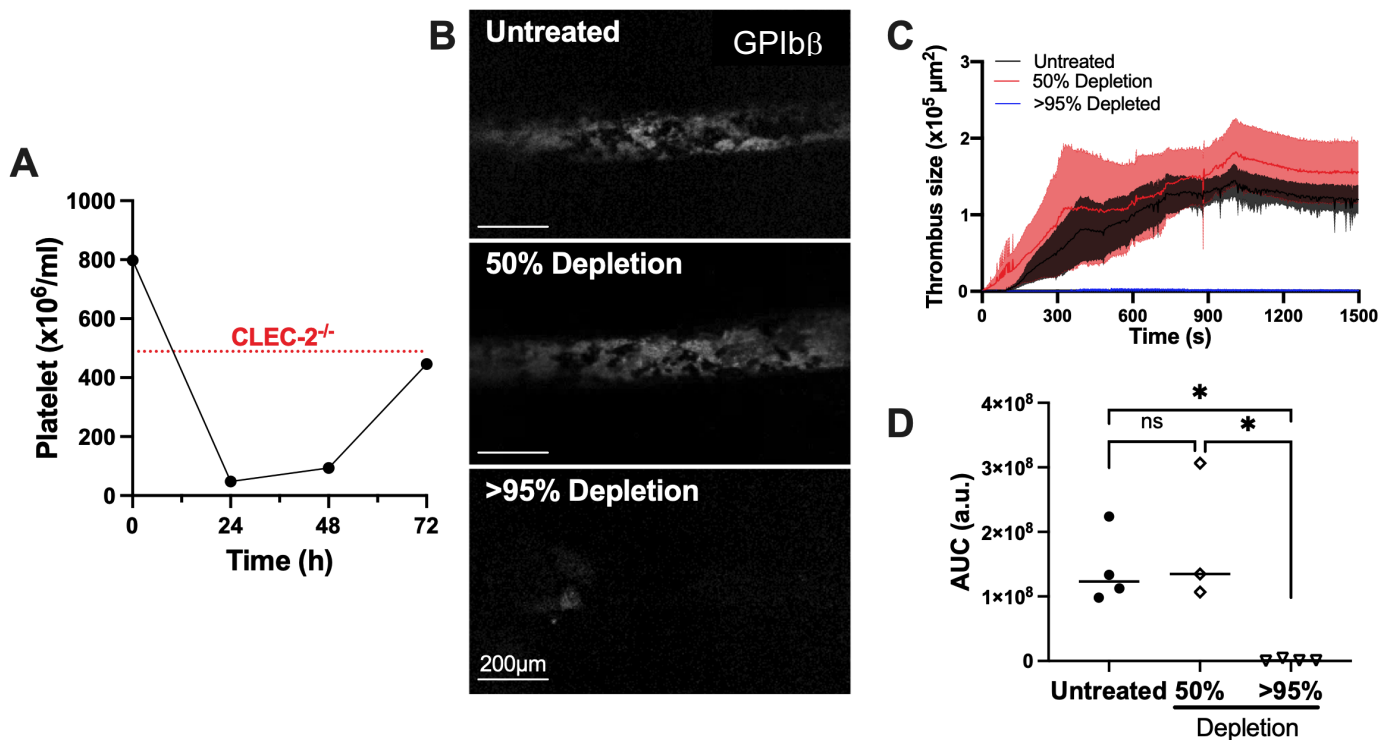 A
1000
800
600
400
200
0
Platelet (x10⁶/ml)
CLEC-2⁻/⁻
0 24 48 72
Time (h)
B
Untreated
GPIbβ
50% Depletion
>95% Depletion
200µm
C
Untreated
50% Depletion
>95% Depleted
3
2
1
0
Thrombus size (x10⁵ µm²)
0 300 600 900 1200 1500
Time (s)
D
4×10⁸
3×10⁸
2×10⁸
1×10⁸
0
AUC (a.u.)
*
ns *
Untreated 50% >95%
Depletion